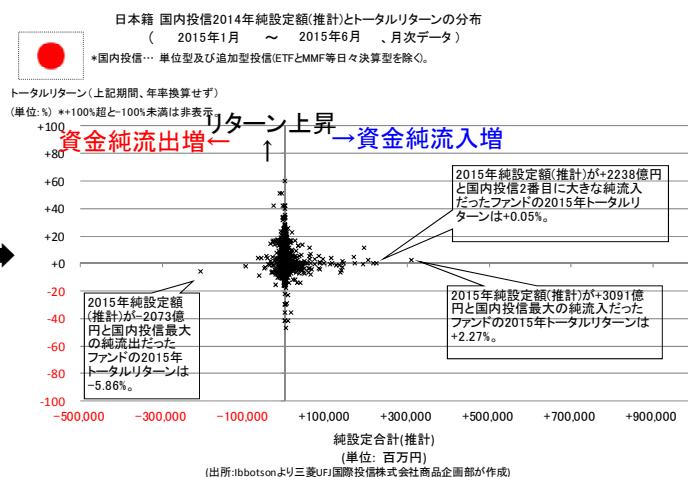 日本籍 国内投信2014年純設定額(推計)とトータルリターンの分布
( 2015年1月 ～ 2015年6月 、月次データ )
*国内投信… 単位型及び追加型投信(ETFとMMF等日々決算型を除く)。
トータルリターン(上記期間、年率換算せず)
(単位:%) *+100%超と-100%未満は非表示。
リターン上昇
↑
資金純流出増←
→資金純流入増
+100
+80
+60
+40
+20
+0
-20
-40
-60
-80
-100
2015年純設定額(推計)が+2238億円
と国内投信2番目に大きな純流入
だったファンドの2015年トータルリ
ターンは+0.05%。
2015年純設定額(推計)が+3091億
円と国内投信最大の純流入だった
ファンドの2015年トータルリターンは
+2.27%。
2015年純設定額
(推計)が-2073億
円と国内投信最大
の純流出だった
ファンドの2015年
トータルリターンは
-5.86%。
-500,000 -300,000 -100,000 +100,000 +300,000 +500,000 +700,000 +900,000
純設定合計(推計)
(単位: 百万円)
(出所:Ibbotsonより三菱UFJ国際投信株式会社商品企画部が作成)